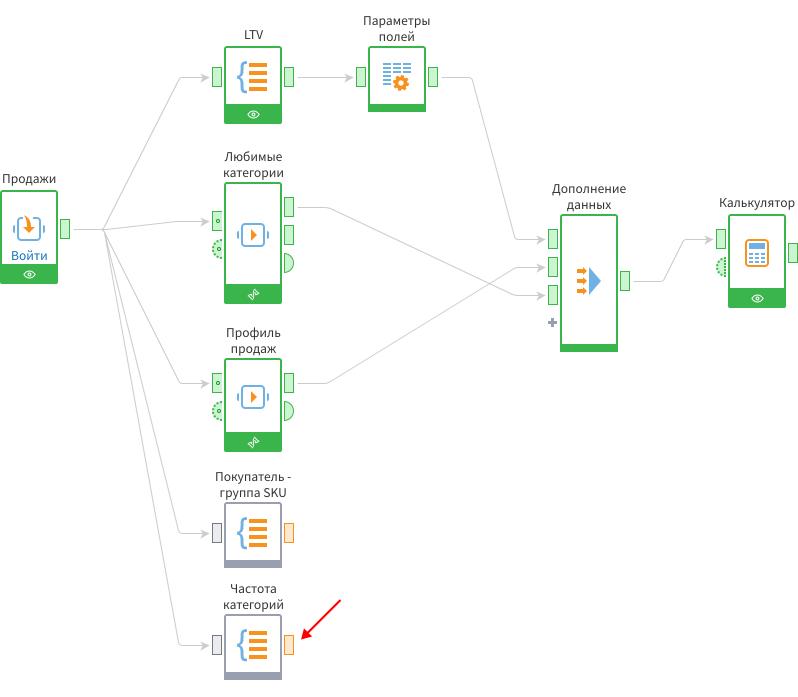 LTV
Параметры
полей
Продажи
Войти
Любимые
категории
Дополнение
данных
Калькулятор
Профиль
продаж
Покупатель -
группа SKU
Частота
категорий